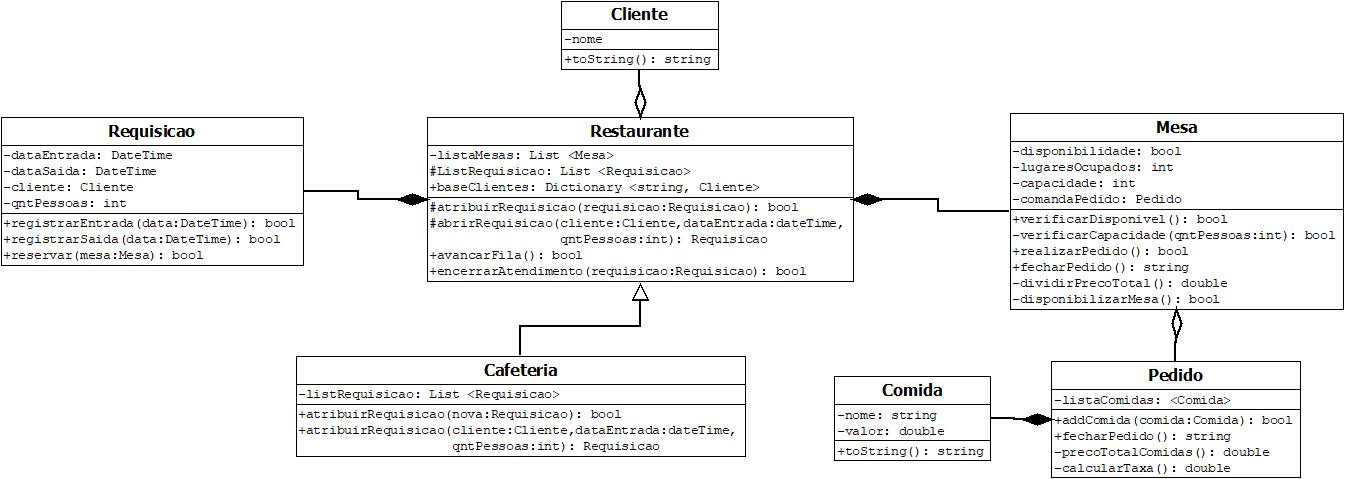 Cliente
-nome
+toString(): string
Requisicao
-dataEntrada: DateTime
-dataSaida: DateTime
-cliente: Cliente
-qntPessoas: int
+registrarEntrada(data:DateTime): bool
+registrarSaida(data:DateTime): bool
+reservar(mesa:Mesa): bool
Restaurante
-listaMesas: List <Mesa>
#ListRequisicao: List <Requisicao>
+baseClientes: Dictionary <string, Cliente>
#atribuirRequisicao(requisicao:Requisicao): bool
#abrirRequisicao(cliente:Cliente,dataEntrada:dateTime,
qntPessoas:int): Requisicao
+avancarFila(): bool
+encerrarAtendimento(requisicao:Requisicao): bool
Mesa
-disponibilidade: bool
-lugaresOcupados: int
-capacidade: int
-comandaPedido: Pedido
+verificarDisponivel(): bool
-verificarCapacidade(qntPessoas:int): bool
+realizarPedido(): bool
+fecharPedido(): string
-dividirPrecoTotal(): double
-disponibilizarMesa(): bool
Cafeteria
-listRequisicao: List <Requisicao>
+atribuirRequisicao(nova:Requisicao): bool
+atribuirRequisicao(cliente:Cliente,dataEntrada:dateTime,
qntPessoas:int): Requisicao
Comida
-nome: string
-valor: double
+toString(): string
Pedido
-listaComidas: <Comida>
+addComida(comida:Comida): bool
+fecharPedido(): string
-precoTotalComidas(): double
-calcularTaxa(): double